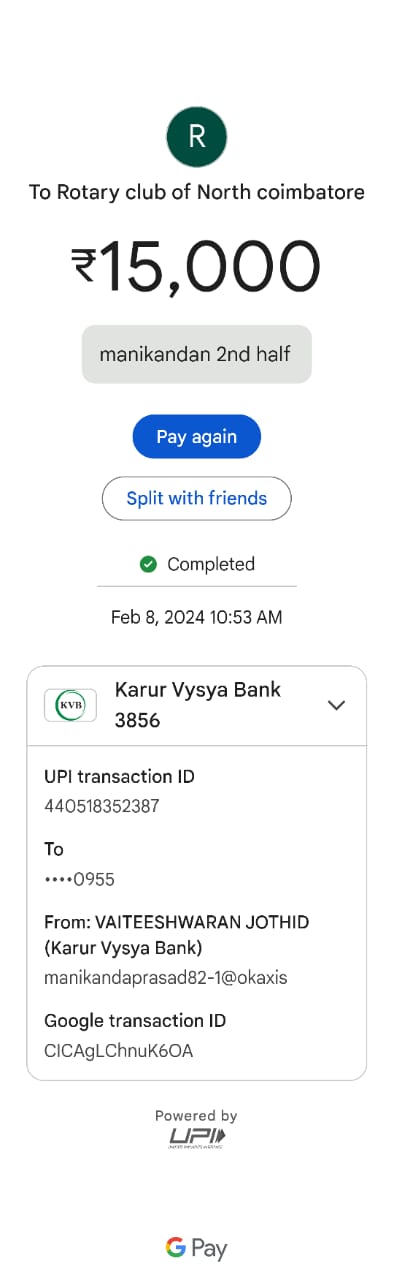 R
To Rotary club of North coimbatore
₹15,000
manikandan 2nd half
Pay again
Split with friends
Completed
Feb 8, 2024 10:53 AM
KVB
Karur Vysya Bank
3856
UPI transaction ID
440518352387
To
••••0955
From: VAITEESHWARAN JOTHID
(Karur Vysya Bank)
manikandaprasad82-1@okaxis
Google transaction ID
CICAgLChnuK6OA
Powered by
UPI
G Pay